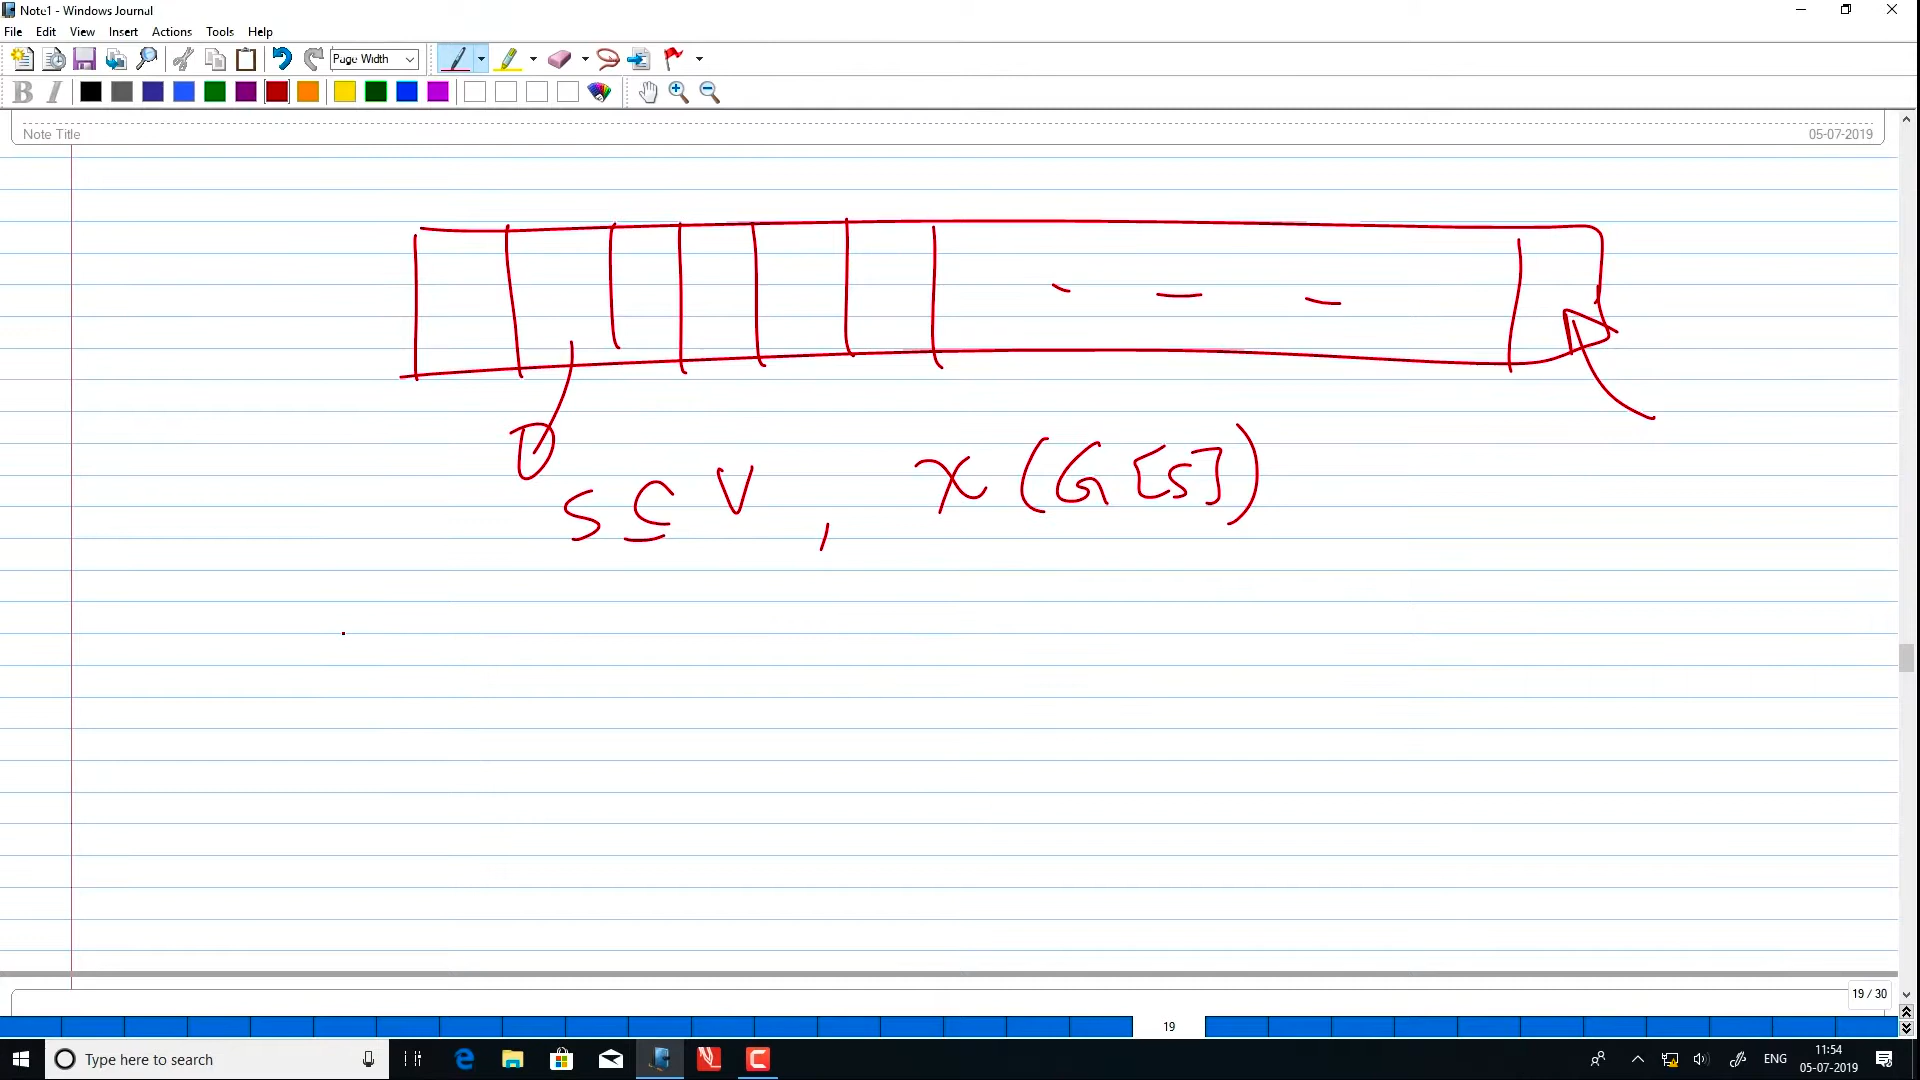 Note1 - Windows Journal
File Edit View Insert Actions Tools Help
Page Width
B I
Note Title 05-07-2019
D
S ⊆ V , χ (G [S])
19 / 30
19
Type here to search
ENG
11:54
05-07-2019